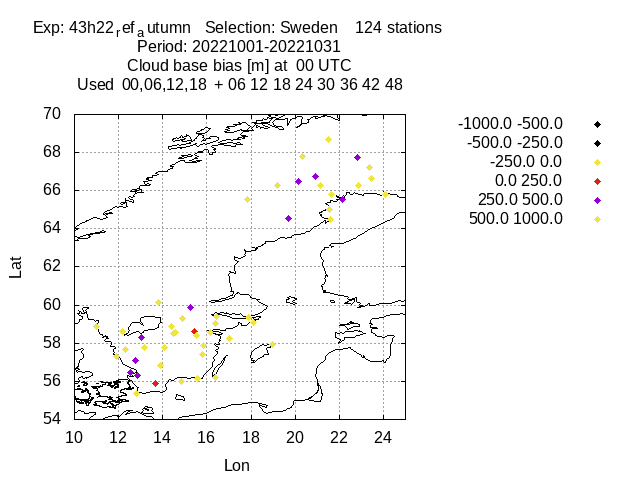 Exp: 43h22refautumn Selection: Sweden 124 stations
Period: 20221001-20221031
Cloud base bias [m] at 00 UTC
Used 00,06,12,18 + 06 12 18 24 30 36 42 48
-1000.0 -500.0
-500.0 -250.0
-250.0 0.0
0.0 250.0
250.0 500.0
500.0 1000.0
70
68
66
64
62
60
58
56
54
Lat
10 12 14 16 18 20 22 24
Lon